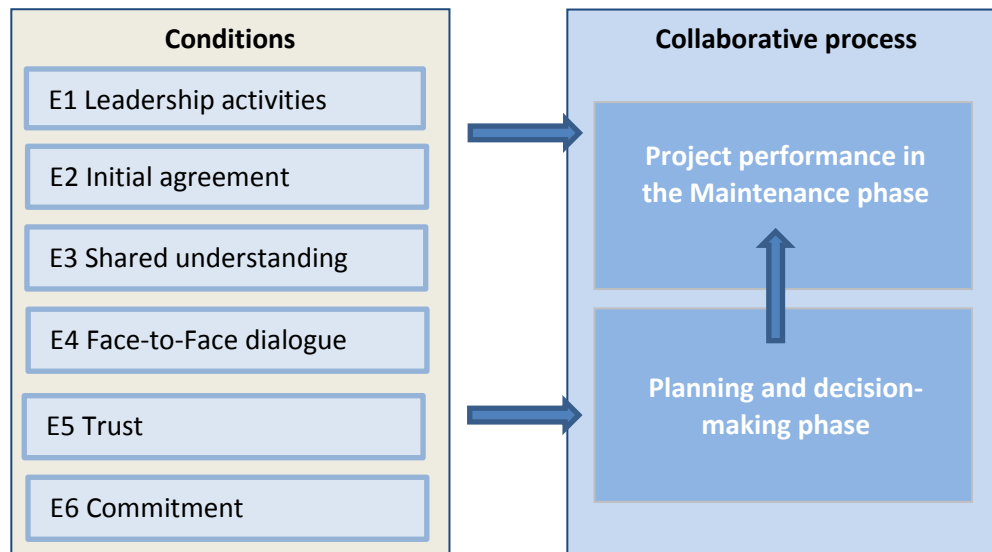 Conditions
E1 Leadership activities
E2 Initial agreement
E3 Shared understanding
E4 Face-to-Face dialogue
E5 Trust
E6 Commitment
Collaborative process
Project performance in
the Maintenance phase
Planning and decision-
making phase